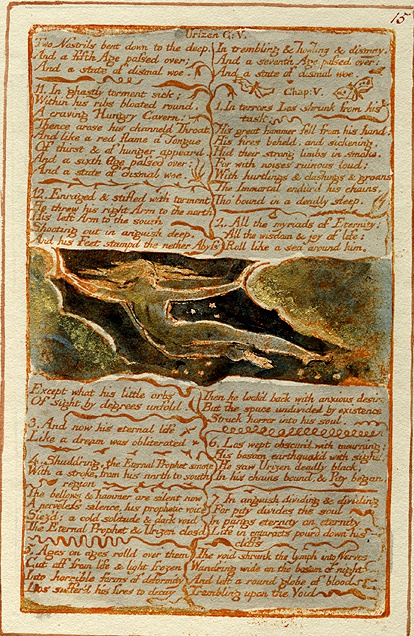 15
Urizen C: V.
Two Nostrils bent down to the deep.
And a fifth Age passed over;
And a state of dismal woe.
11. In ghastly torment sick;
Within his ribs bloated round,
A craving Hungry Cavern;
Thence arose his channeld Throat,
And like a red flame a Tongue
Of thirst & of hunger appeard.
And a sixth Age passed over;
And a state of dismal woe.
12. Enraged & stifled with torment
He threw his right Arm to the north
His left Arm to the south
Shooting out in anguish deep.
And his Feet stampd the nether Abyss
In trembling & howling & dismay.
And a seventh Age passed over;
And a state of dismal woe.
Chap: V.
1. In terrors Los shrunk from his
task:
His great hammer fell from his hand:
His fires beheld, and sickening,
Hid their strong limbs in smoke.
For with noises ruinous loud;
With hurtlings & clashings & groans
The Immortal endur'd his chains,
Tho bound in a deadly sleep.
2. All the myriads of Eternity:
All the wisdom & joy of life:
Roll like a sea around him,
Except what his little orbs
Of sight by degrees unfold.
3. And now his eternal life
Like a dream was obliterated
4. Shudd'ring, the Eternal Prophet smote
With a stroke, from his north to south
region
The bellows & hammer are silent now
A nerveless silence, his prophetic voice
Siez'd; a cold solitude & dark void
The Eternal Prophet & Urizen clos'd
5. Ages on ages rolld over them
Cut off from life & light frozen
Into horrible forms of deformity
Los suffer'd his fires to decay
Then he look'd back with anxious desire
But the space undivided by existence
Struck horror into his soul.
6. Los wept obscur'd with mourning:
His bosom earthquak'd with sighs;
He saw Urizen deadly black,
In his chains bound, & Pity began,
7. In anguish dividing & dividing
For pity divides the soul
In pangs eternity on eternity
Life in cataracts pourd down his
cliffs
The void shrunk the lymph into Nerves
Wandring wide on the bosom of night
And left a round globe of blood
Trembling upon the Void